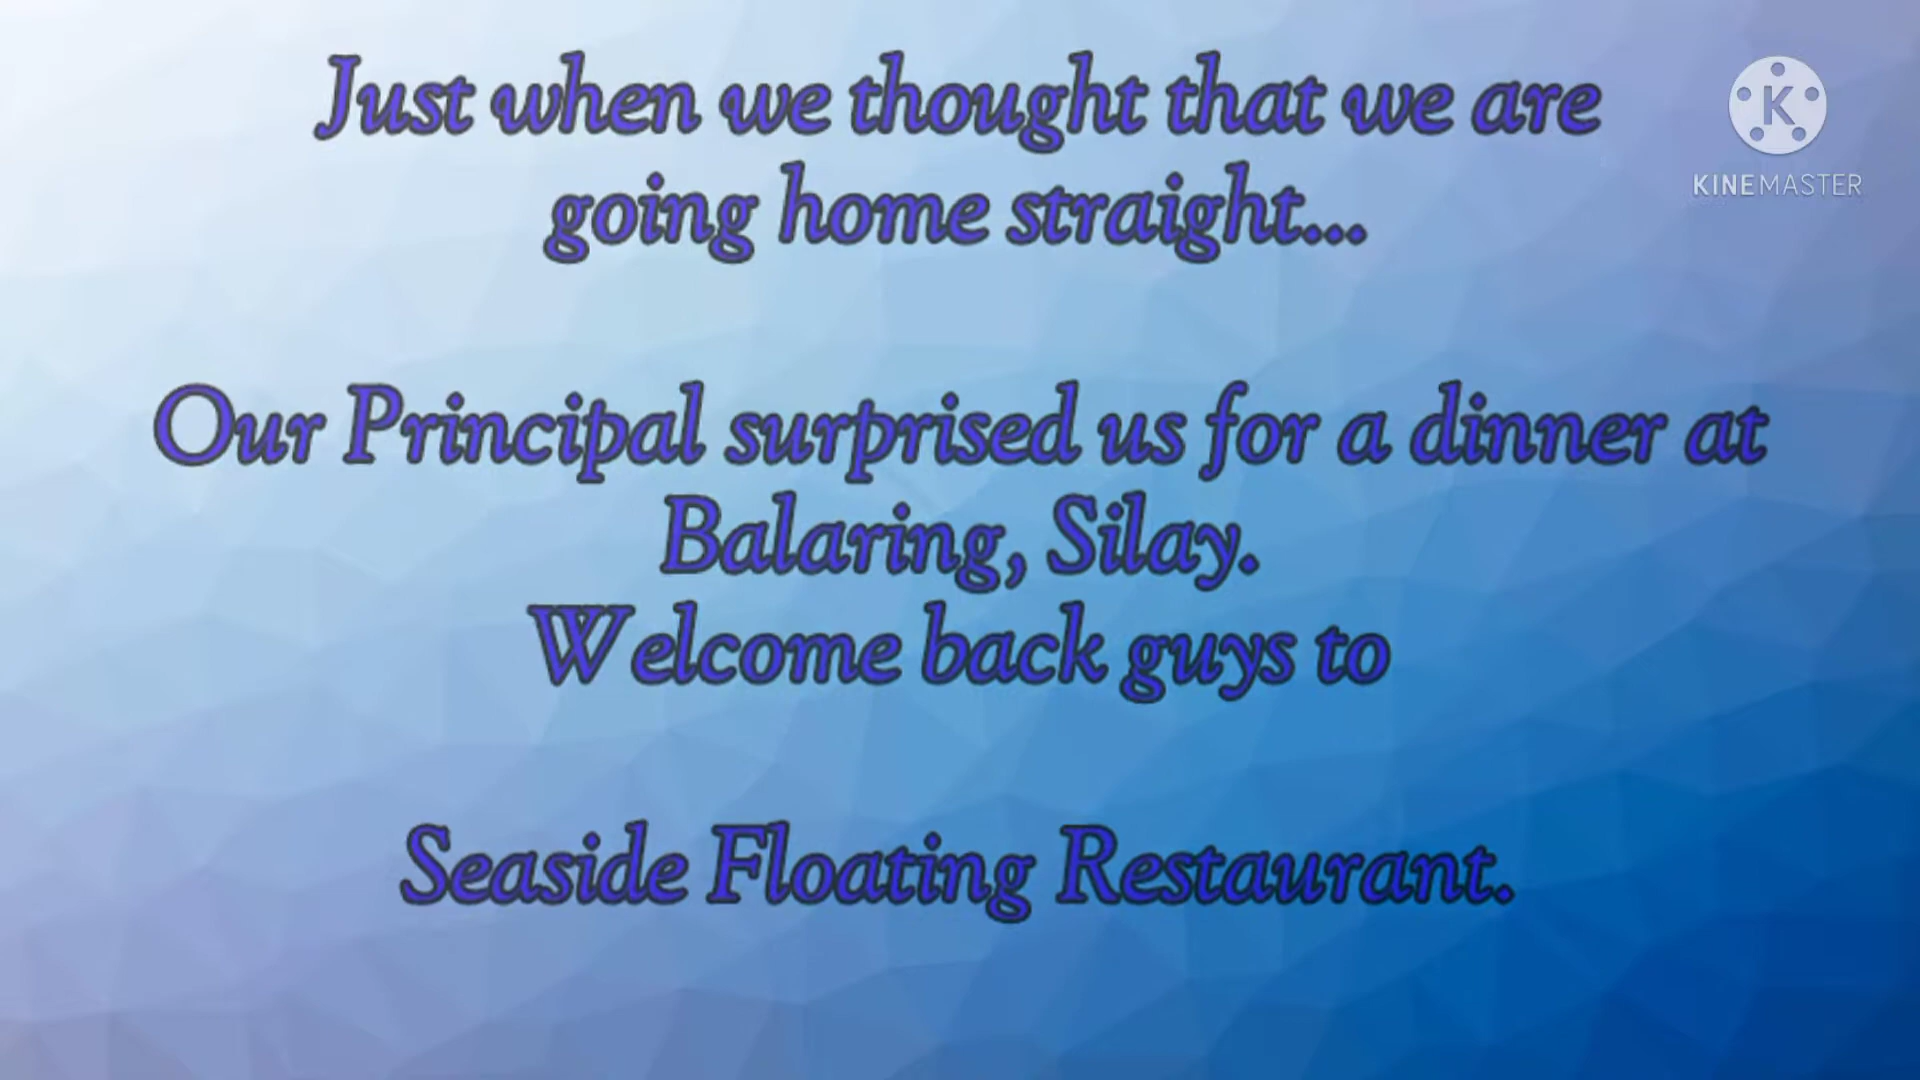 Just when we thought that we are
going home straight...
Our Principal surprised us for a dinner at
Balaring, Silay.
Welcome back guys to
Seaside Floating Restaurant.
K
KINEMASTER